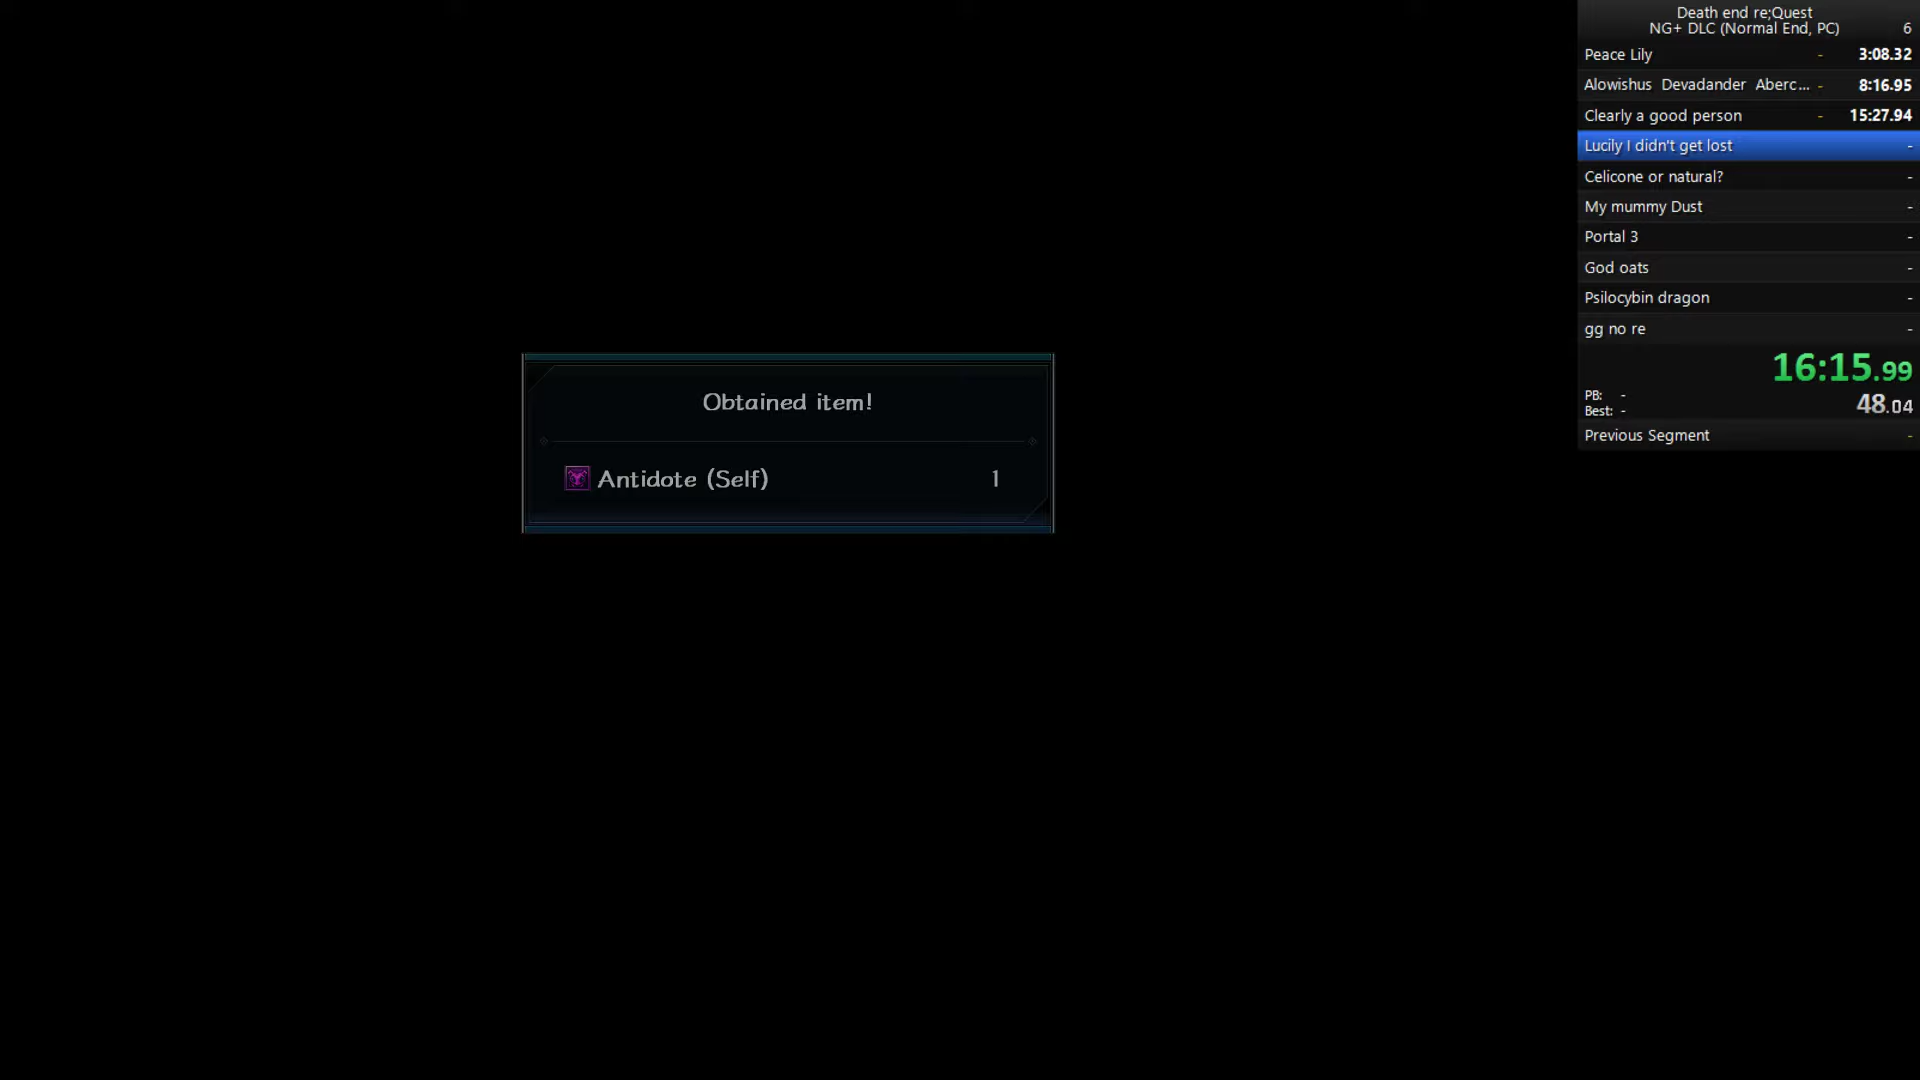 Obtained item!
Antidote (Self) 1
Death end re;Quest
NG+ DLC (Normal End, PC) 6
Peace Lily - 3:08.32
Alowishus Devadander Aberc... - 8:16.95
Clearly a good person - 15:27.94
Lucily I didn't get lost -
Celicone or natural? -
My mummy Dust -
Portal 3 -
God oats -
Psilocybin dragon -
gg no re -
16:15.99
PB: -
Best: -
48.04
Previous Segment -